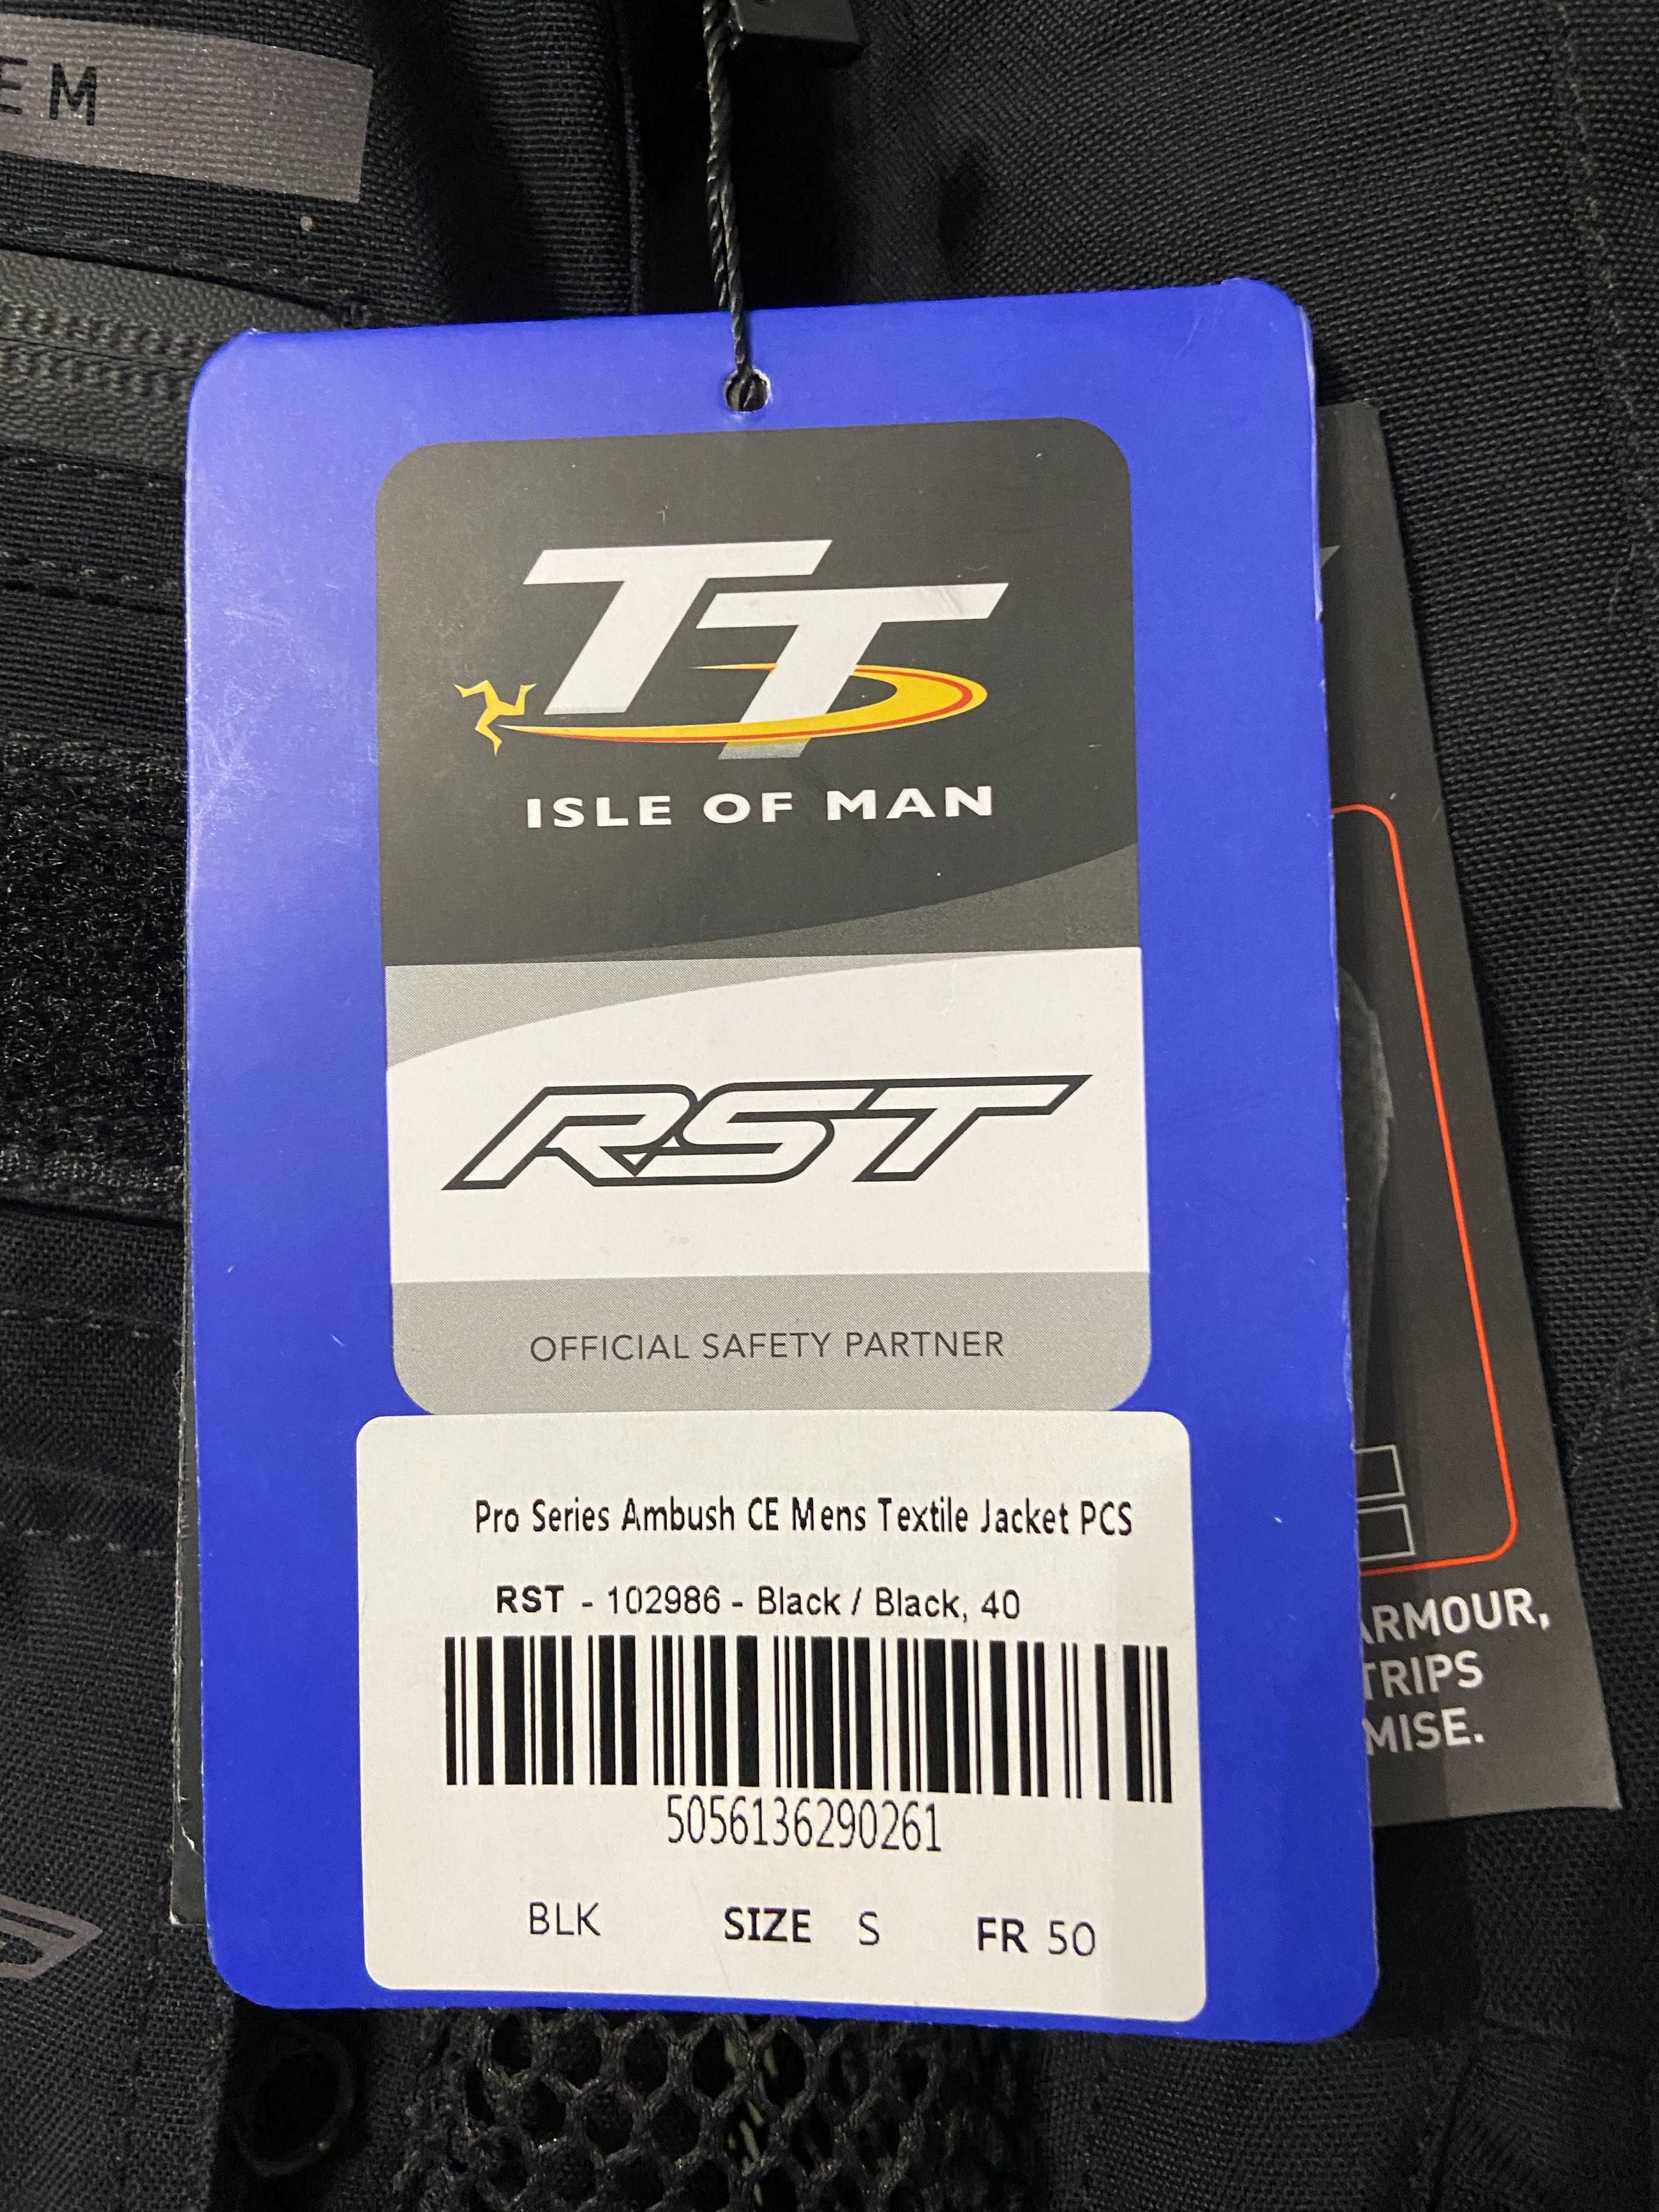 EM
TT
ISLE OF MAN
RST
OFFICIAL SAFETY PARTNER
Pro Series Ambush CE Mens Textile Jacket PCS
RST - 102986 - Black / Black, 40
5056136290261
BLK SIZE S FR 50
ARMOUR,
TRIPS
MISE.